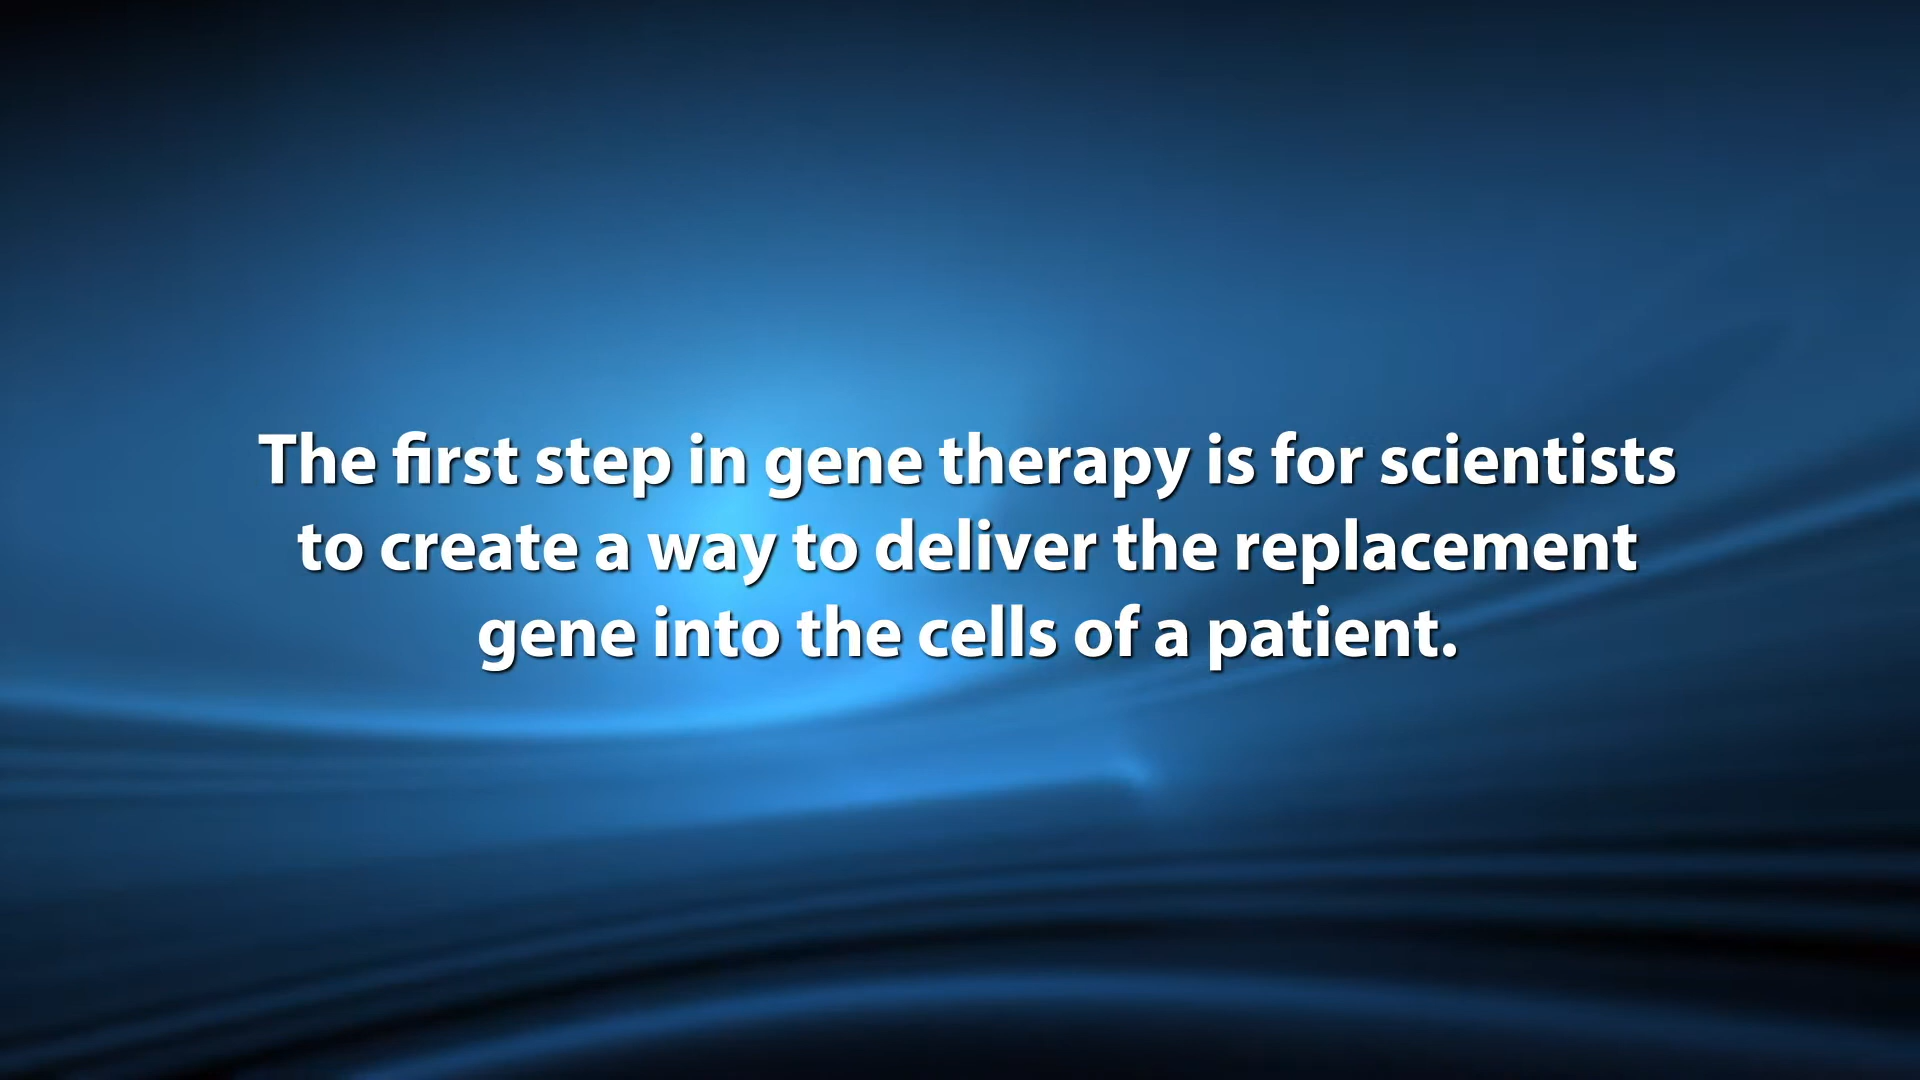 The first step in gene therapy is for scientists
to create a way to deliver the replacement
gene into the cells of a patient.